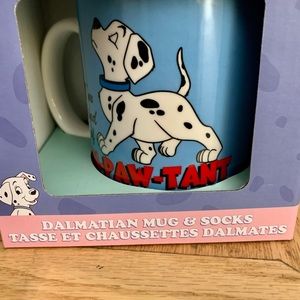 -PAW-TANT
DALMATIAN MUG & SOCKS
TASSE ET CHAUSSETTES DALMATES